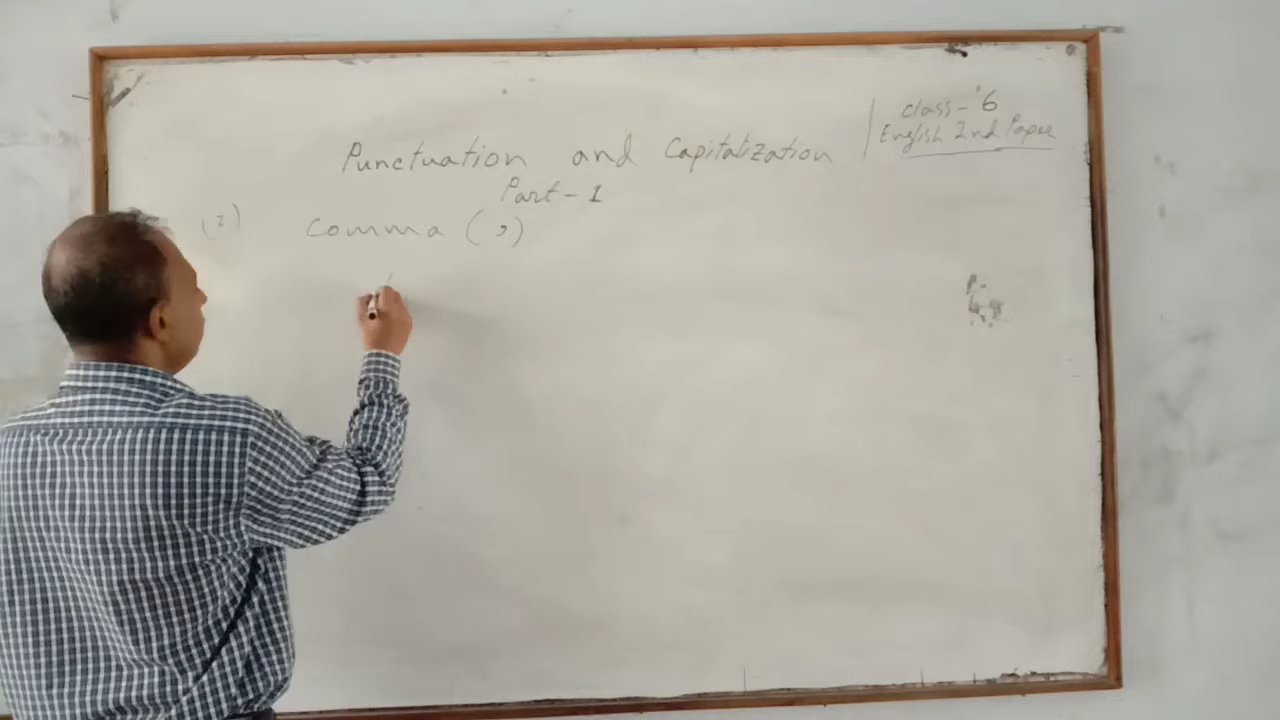 class-6
English 2nd Paper
Punctuation and Capitalization
Part-1
(2) Comma (,)